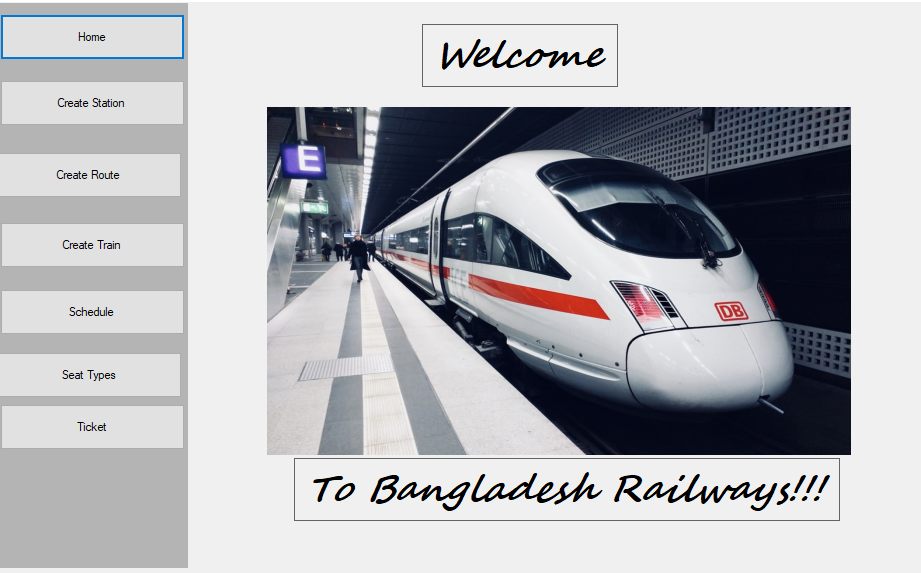 Home
Create Station
Create Route
Create Train
Schedule
Seat Types
Ticket
Welcome
E
DB
To Bangladesh Railways!!!